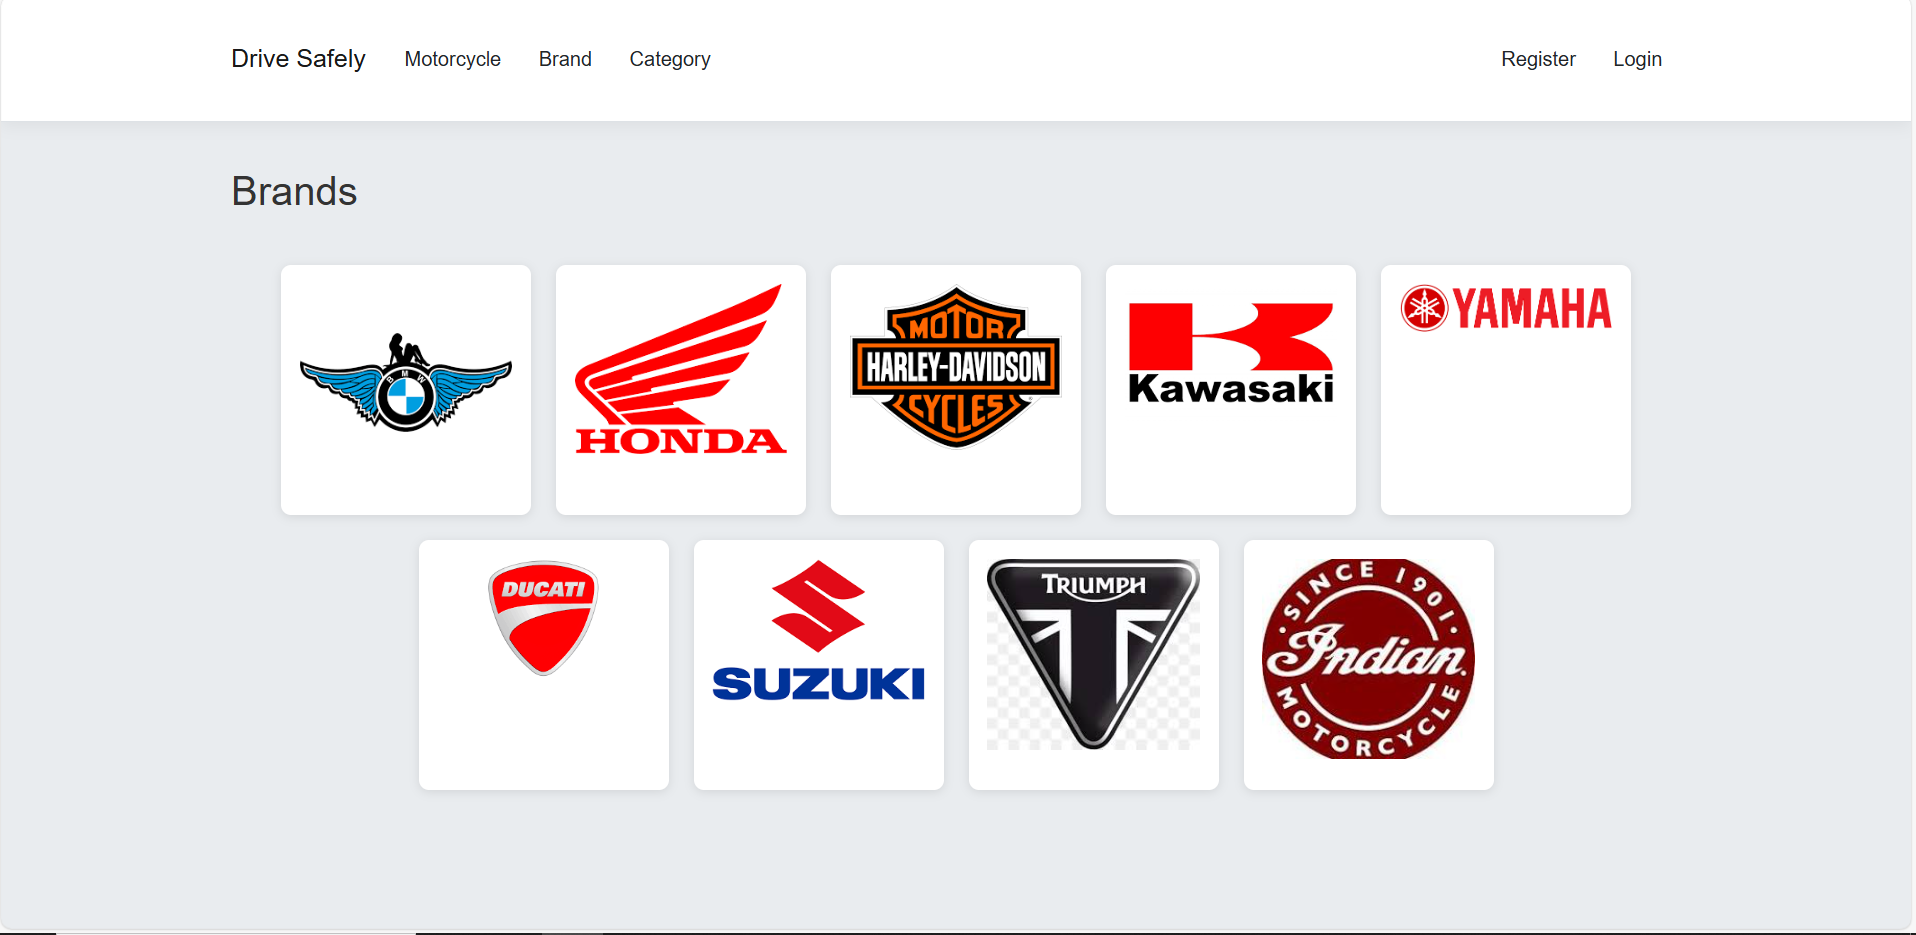 Drive Safely Motorcycle Brand Category Register Login
Brands
BMW
HONDA
MOTOR
HARLEY-DAVIDSON
CYCLES
Kawasaki
YAMAHA
DUCATI
SUZUKI
TRIUMPH
SINCE 1901
Indian
MOTORCYCLE